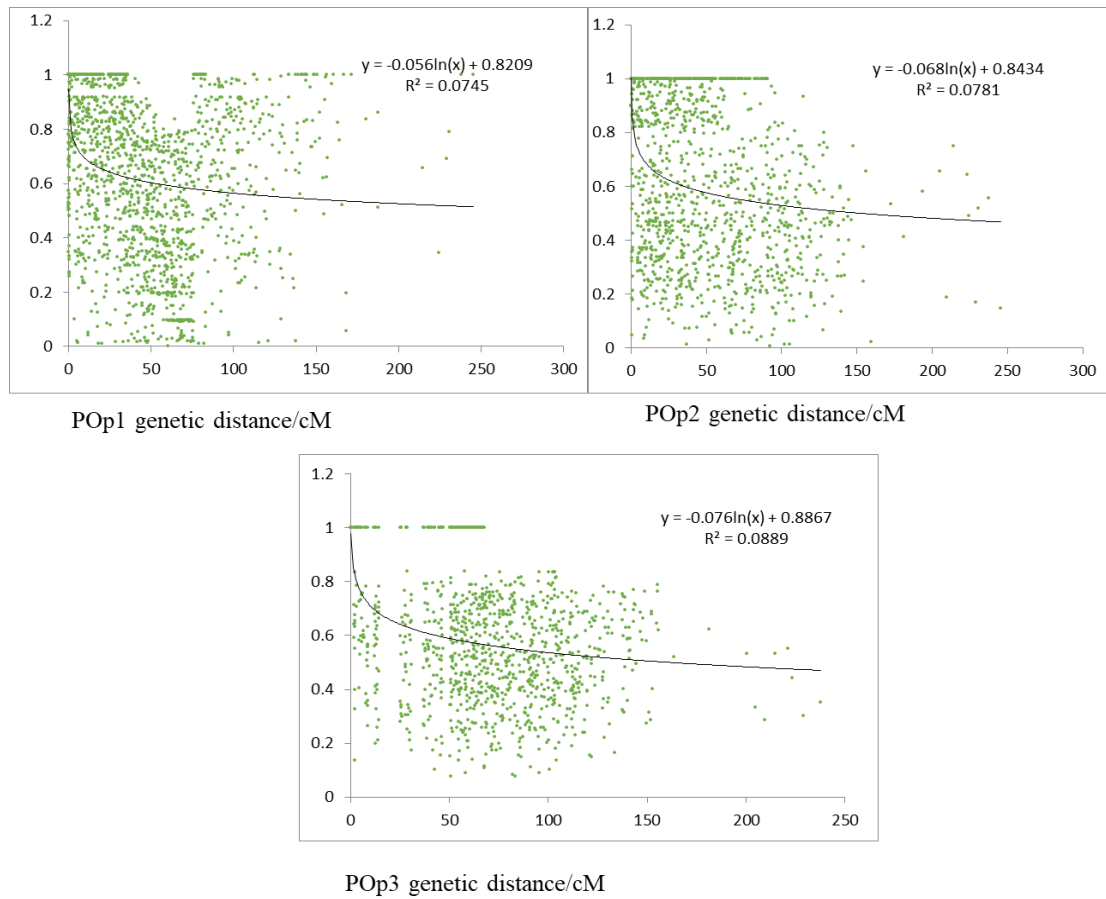 1.2
1
0.8
0.6
0.4
0.2
0
0 50 100 150 200 250 300
y = -0.056ln(x) + 0.8209
R² = 0.0745
POp1 genetic distance/cM
1.2
1
0.8
0.6
0.4
0.2
0
0 50 100 150 200 250 300
y = -0.068ln(x) + 0.8434
R² = 0.0781
POp2 genetic distance/cM
1.2
1
0.8
0.6
0.4
0.2
0
0 50 100 150 200 250
y = -0.076ln(x) + 0.8867
R² = 0.0889
POp3 genetic distance/cM